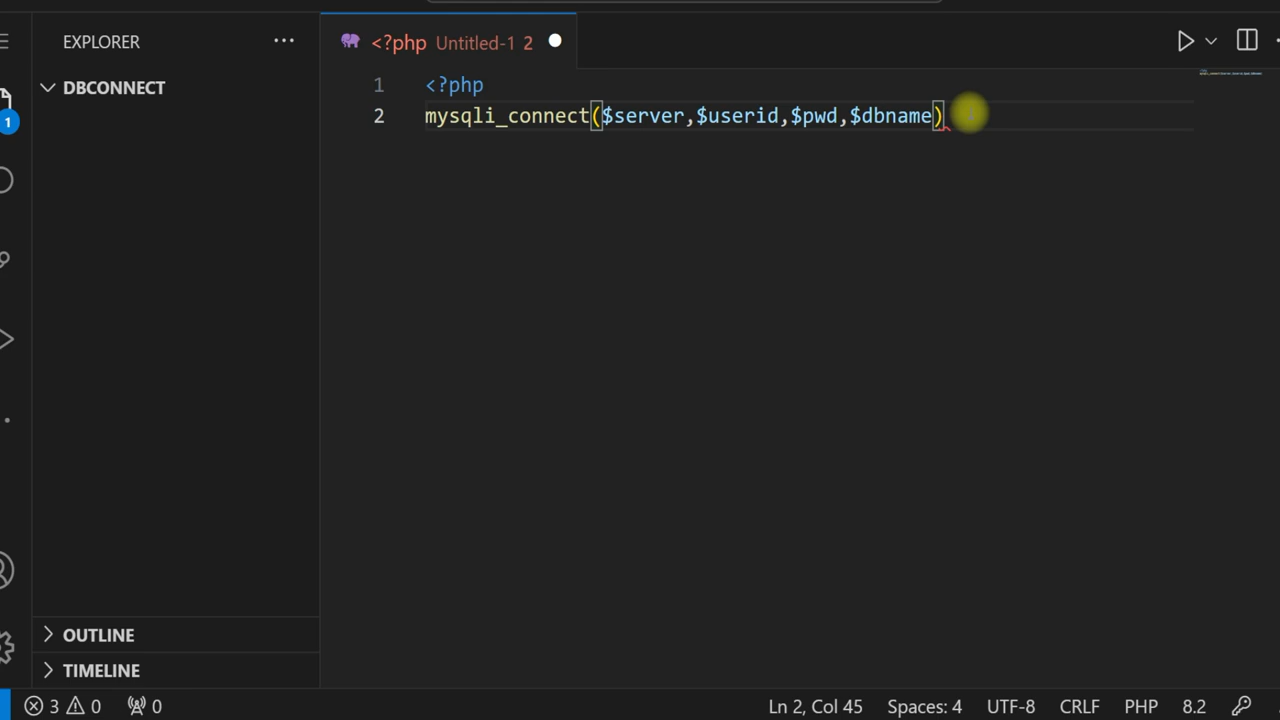 EXPLORER
DBCONNECT
<?php Untitled-1 2
1 <?php
2 mysqli_connect($server,$userid,$pwd,$dbname)
1
OUTLINE
TIMELINE
3 0 0
Ln 2, Col 45 Spaces: 4 UTF-8 CRLF PHP 8.2